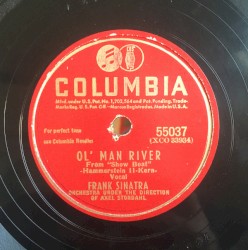 COLUMBIA
For perfect tone
use Columbia Needles
55037
(XCO 33934)
OL' MAN RIVER
From "Show Boat"
-Hammerstein II-Kern-
Vocal
FRANK SINATRA
ORCHESTRA UNDER THE DIRECTION
OF AXEL STORDAHL